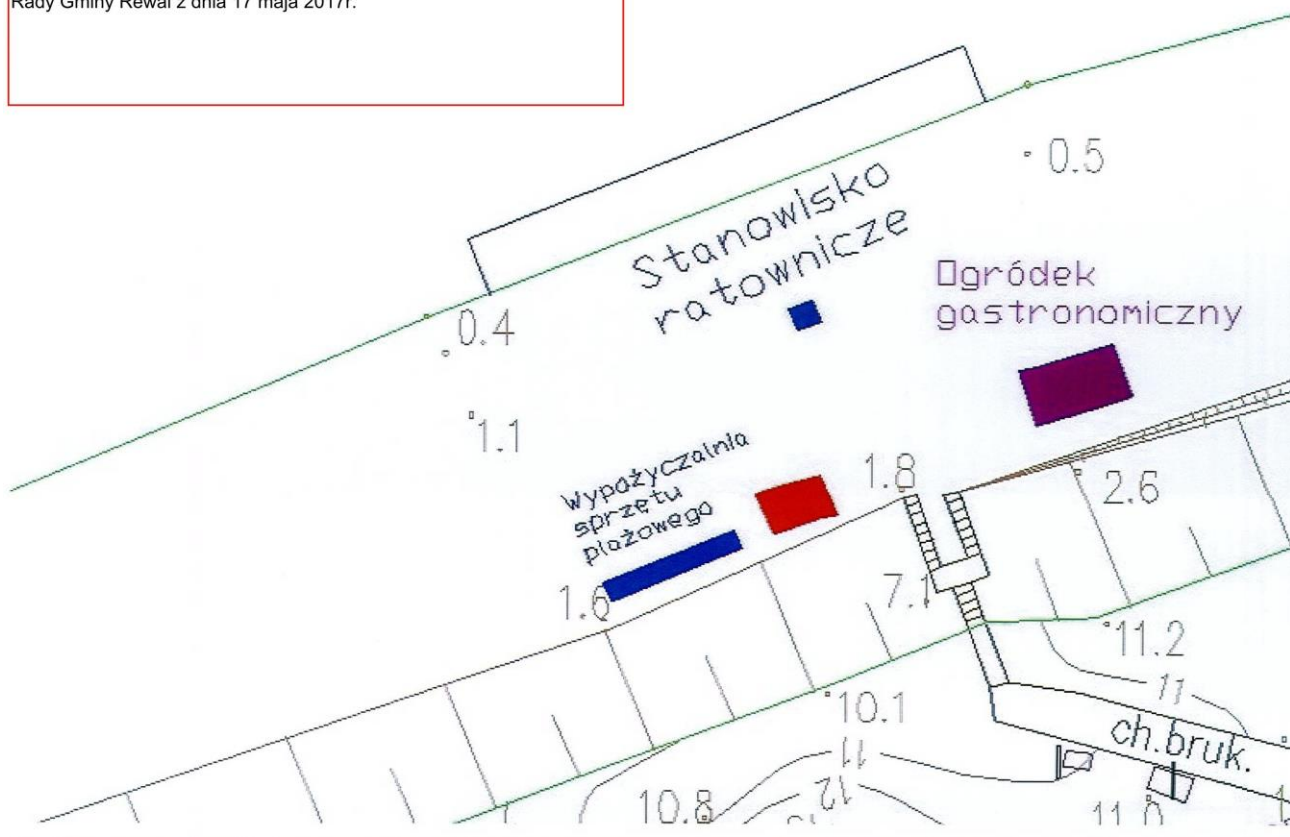 Rady Gminy Rewal z dnia 17 maja 2017r.
0.5
Stanowisko
ratownicze
Ogródek
gastronomiczny
0.4
1.1
Wypożyczalnia
sprzętu
plażowego
1.8
2.6
1.6
7.1
11.2
11
10.1
ch.bruk.
11
12
10.8
11.0